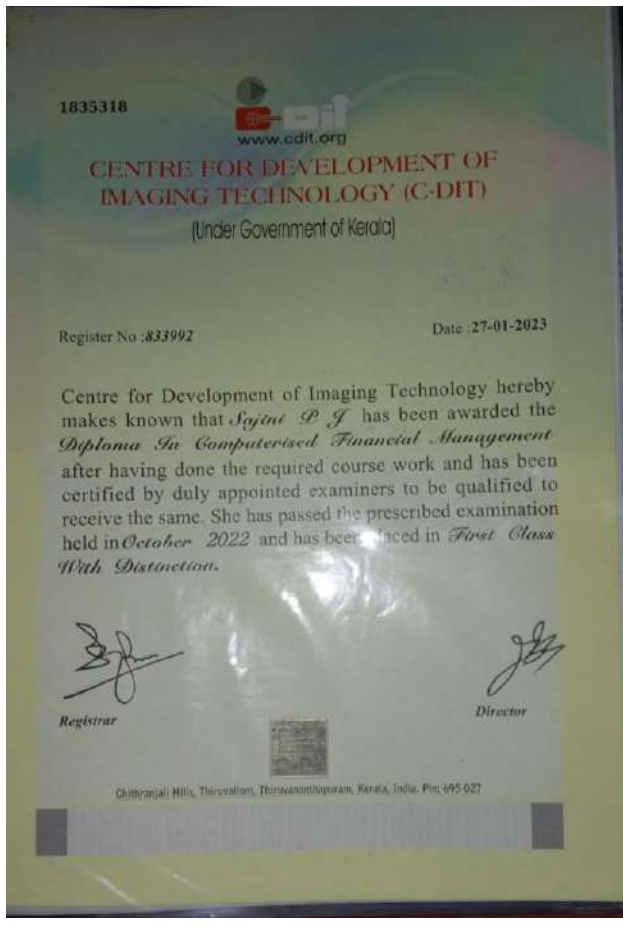 1835318
C-Dit
www.cdit.org
CENTRE FOR DEVELOPMENT OF
IMAGING TECHNOLOGY (C-DIT)
(Under Government of Kerala)
Register No :833992
Date :27-01-2023
Centre for Development of Imaging Technology hereby
makes known that Sajini P J has been awarded the
Diploma In Computerised Financial Management
after having done the required course work and has been
certified by duly appointed examiners to be qualified to
receive the same. She has passed the prescribed examination
held in October 2022 and has been placed in First Class
With Distinction.
Registrar
Director
Chithranjali Hills, Thiruvallom, Thiruvananthapuram, Kerala, India. Pin: 695 027